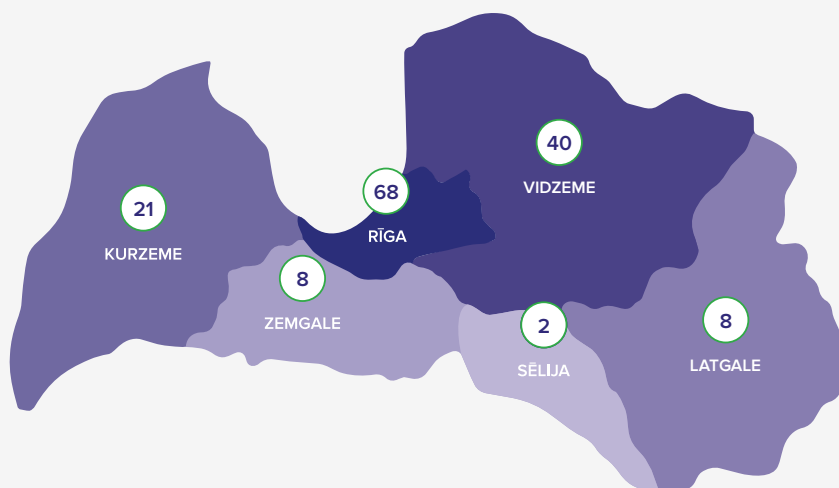 40
VIDZEME
68
RĪGA
21
KURZEME
8
ZEMGALE
2
SĒLIJA
8
LATGALE